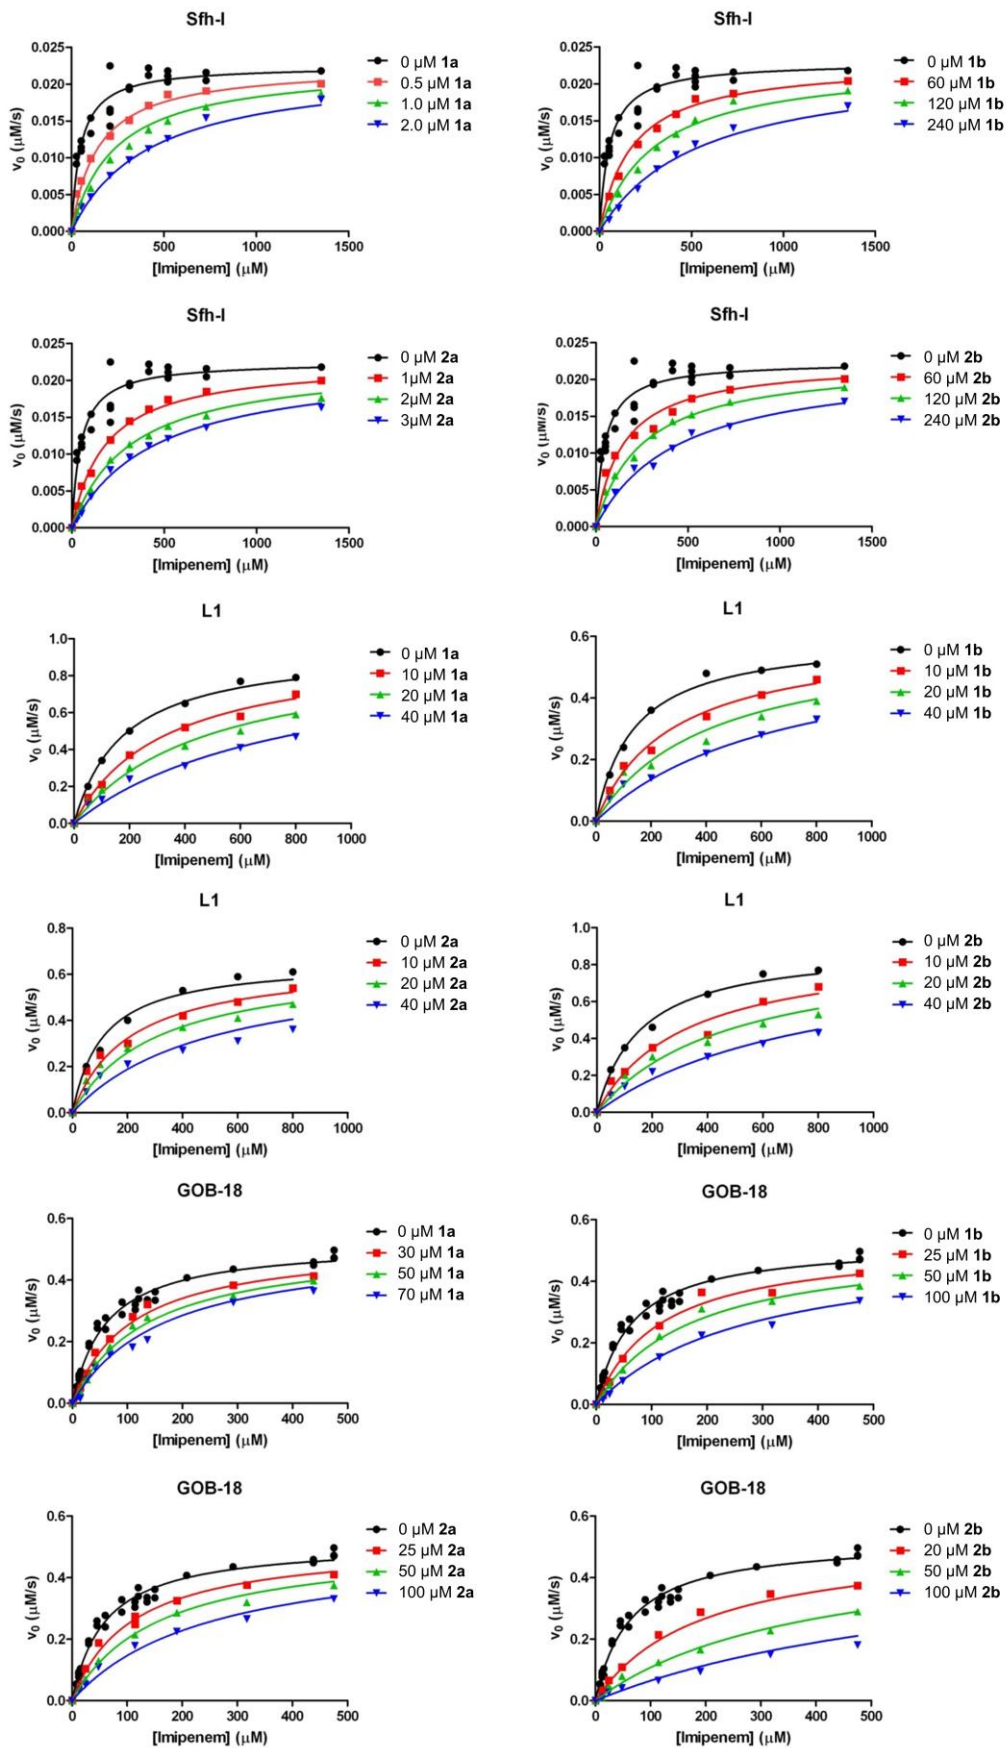 Sfh-I
0.025
0.020
0.015
0.010
0.005
0.000
0 500 1000 1500
v0 (µM/s)
[Imipenem] (µM)
0 µM 1a
0.5 µM 1a
1.0 µM 1a
2.0 µM 1a
Sfh-I
0.025
0.020
0.015
0.010
0.005
0.000
0 500 1000 1500
v0 (µM/s)
[Imipenem] (µM)
0 µM 1b
60 µM 1b
120 µM 1b
240 µM 1b
Sfh-I
0.025
0.020
0.015
0.010
0.005
0.000
0 500 1000 1500
v0 (µM/s)
[Imipenem] (µM)
0 µM 2a
1µM 2a
2µM 2a
3µM 2a
Sfh-I
0.025
0.020
0.015
0.010
0.005
0.000
0 500 1000 1500
v0 (µM/s)
[Imipenem] (µM)
0 µM 2b
60 µM 2b
120 µM 2b
240 µM 2b
L1
1.0
0.8
0.6
0.4
0.2
0.0
0 200 400 600 800 1000
v0 (µM/s)
[Imipenem] (µM)
0 µM 1a
10 µM 1a
20 µM 1a
40 µM 1a
L1
0.6
0.4
0.2
0.0
0 200 400 600 800 1000
v0 (µM/s)
[Imipenem] (µM)
0 µM 1b
10 µM 1b
20 µM 1b
40 µM 1b
L1
0.8
0.6
0.4
0.2
0.0
0 200 400 600 800 1000
v0 (µM/s)
[Imipenem] (µM)
0 µM 2a
10 µM 2a
20 µM 2a
40 µM 2a
L1
1.0
0.8
0.6
0.4
0.2
0.0
0 200 400 600 800 1000
v0 (µM/s)
[Imipenem] (µM)
0 µM 2b
10 µM 2b
20 µM 2b
40 µM 2b
GOB-18
0.6
0.4
0.2
0.0
0 100 200 300 400 500
v0 (µM/s)
[Imipenem] (µM)
0 µM 1a
30 µM 1a
50 µM 1a
70 µM 1a
GOB-18
0.6
0.4
0.2
0.0
0 100 200 300 400 500
v0 (µM/s)
[Imipenem] (µM)
0 µM 1b
25 µM 1b
50 µM 1b
100 µM 1b
GOB-18
0.6
0.4
0.2
0.0
0 100 200 300 400 500
v0 (µM/s)
[Imipenem] (µM)
0 µM 2a
25 µM 2a
50 µM 2a
100 µM 2a
GOB-18
0.6
0.4
0.2
0.0
0 100 200 300 400 500
v0 (µM/s)
[Imipenem] (µM)
0 µM 2b
20 µM 2b
50 µM 2b
100 µM 2b